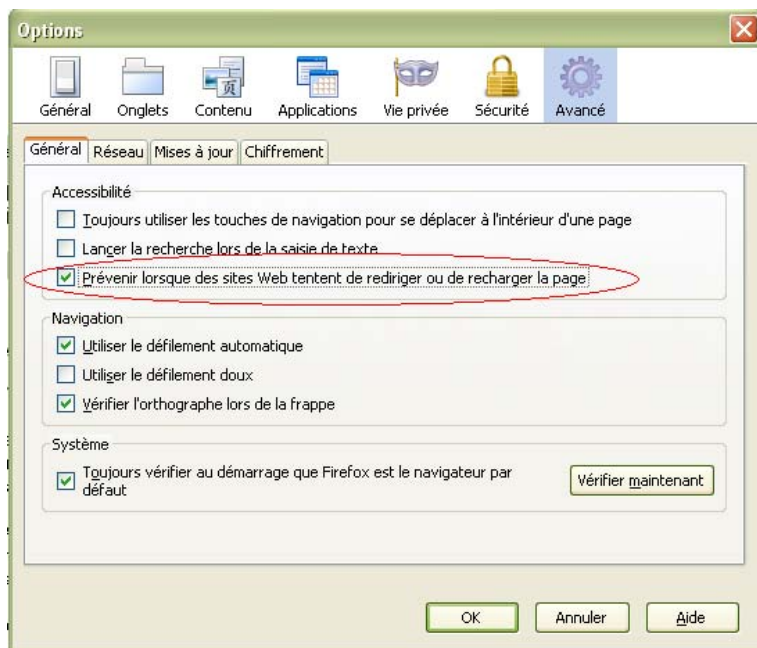 Options
Général Onglets Contenu Applications Vie privée Sécurité Avancé
Général Réseau Mises à jour Chiffrement
Accessibilité
Toujours utiliser les touches de navigation pour se déplacer à l'intérieur d'une page
Lancer la recherche lors de la saisie de texte
Prévenir lorsque des sites Web tentent de rediriger ou de recharger la page
Navigation
Utiliser le défilement automatique
Utiliser le défilement doux
Vérifier l'orthographe lors de la frappe
Système
Toujours vérifier au démarrage que Firefox est le navigateur par
défaut
Vérifier maintenant
OK Annuler Aide